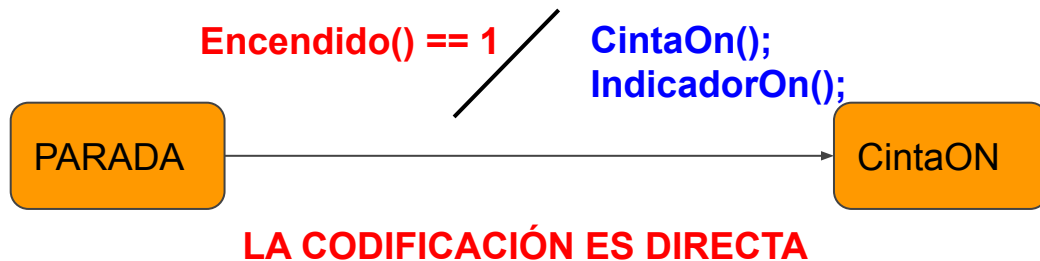 Encendido() == 1
CintaOn();
IndicadorOn();
PARADA
CintaON
LA CODIFICACIÓN ES DIRECTA